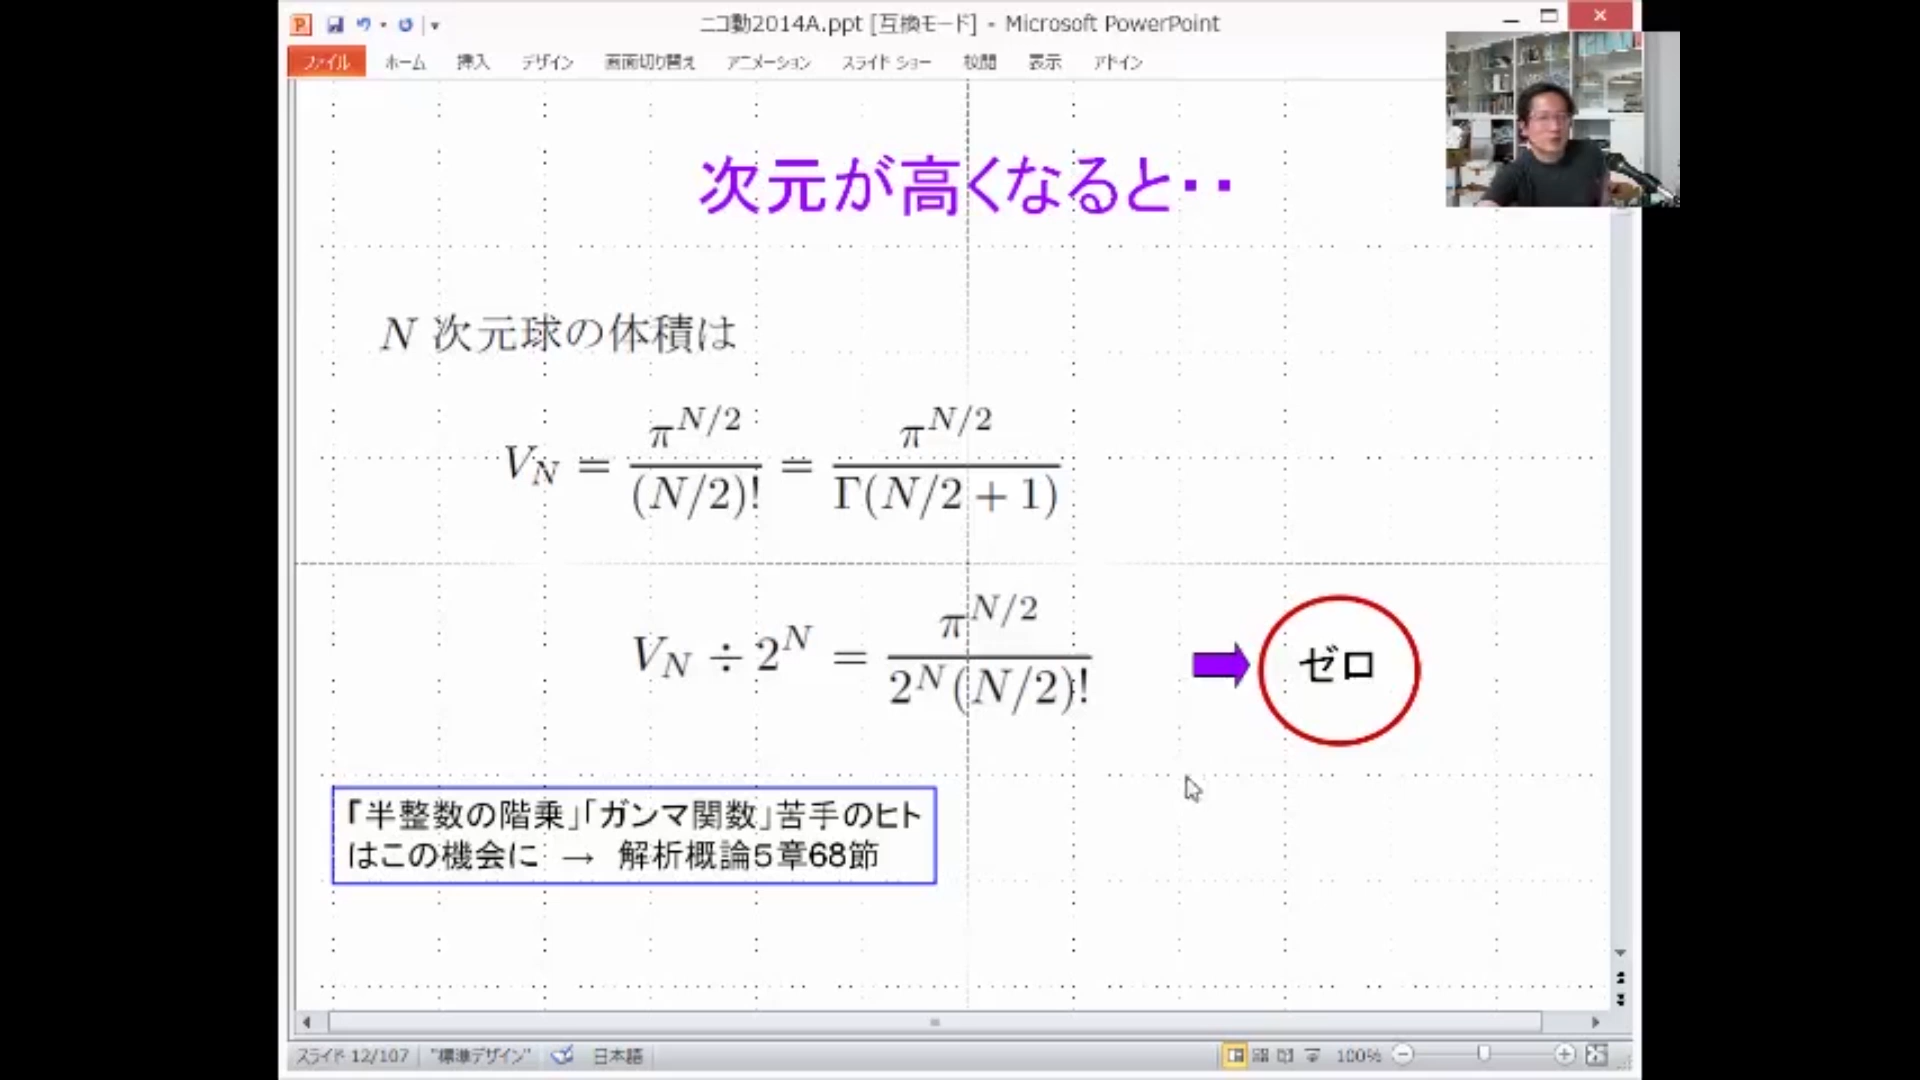 ニコ動2014A.ppt [互換モード] - Microsoft PowerPoint
ファイル ホーム 挿入 デザイン 画面切り替え アニメーション スライド ショー 校閲 表示 アドイン
次元が高くなると・・
N 次元球の体積は
V_N = π^{N/2} / (N/2)! = π^{N/2} / Γ(N/2 + 1)
V_N ÷ 2^N = π^{N/2} / 2^N (N/2)!
ゼロ
「半整数の階乗」「ガンマ関数」苦手のヒト
はこの機会に → 解析概論5章68節
スライド 12/107 "標準デザイン" 日本語 100%